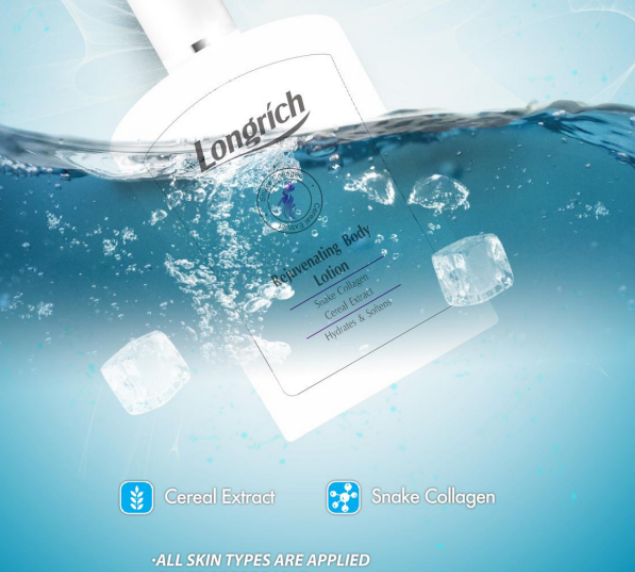 Longrich
Rejuvenating Body
Lotion
Snake Collagen
Cereal Extract
Hydrates & Softens
Cereal Extract
Snake Collagen
·ALL SKIN TYPES ARE APPLIED